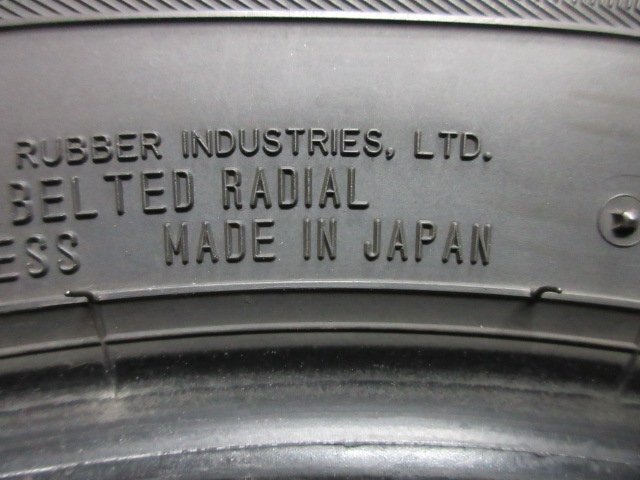 RUBBER INDUSTRIES, LTD.
BELTED RADIAL
ESS MADE IN JAPAN